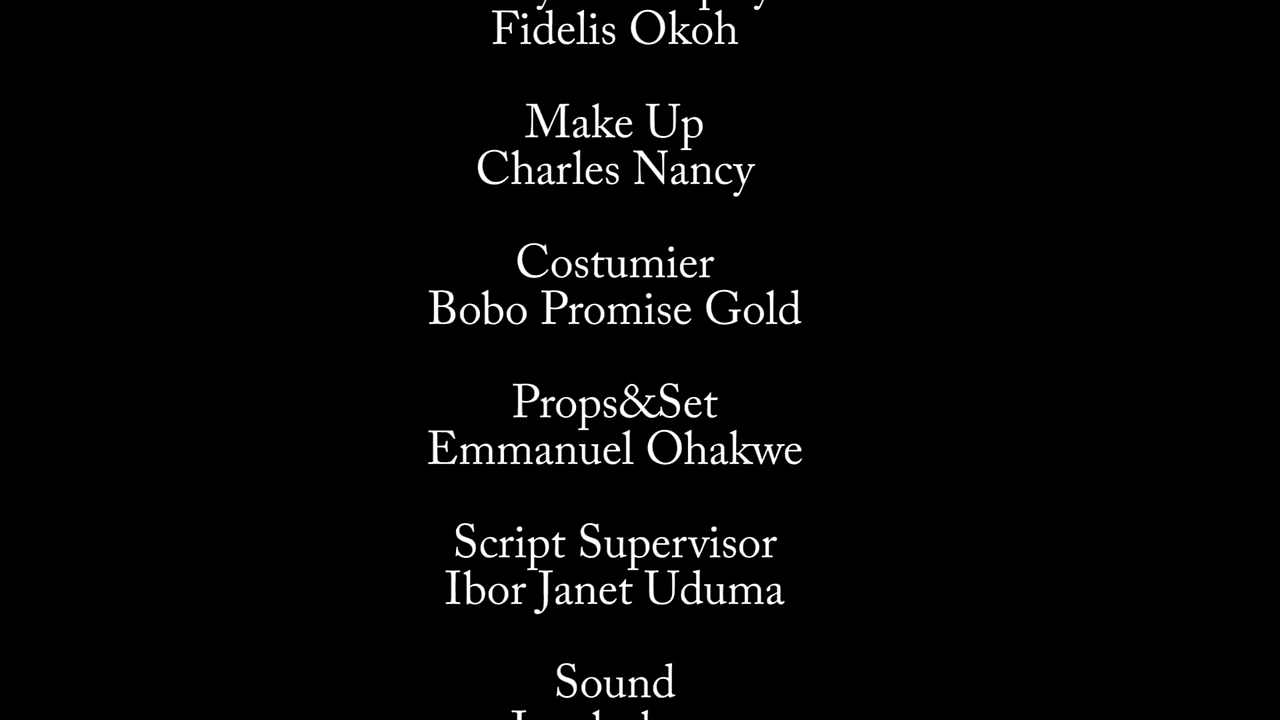 Fidelis Okoh
Make Up
Charles Nancy
Costumier
Bobo Promise Gold
Props&Set
Emmanuel Ohakwe
Script Supervisor
Ibor Janet Uduma
Sound